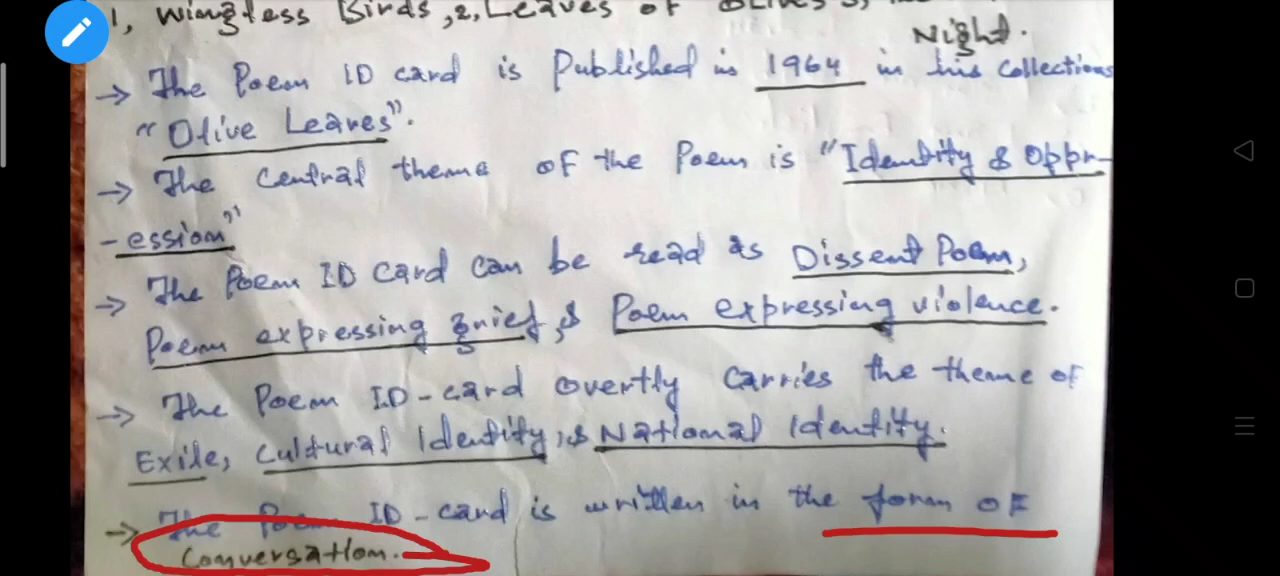 1, Wingless Birds, 2, Leaves of Olives 3,
Night.
→ The Poem ID card is Published in 1964 in his Collections
"Olive Leaves".
→ The Central theme of the Poem is "Identity & Oppr-
-ession"
→ The Poem ID card can be read as Dissent Poem,
Poem expressing grief, & Poem expressing violence.
→ The Poem ID-card overtly carries the theme of
Exile, Cultural Identity, & National Identity.
→ The Poem ID-card is written in the form of
Conversation.